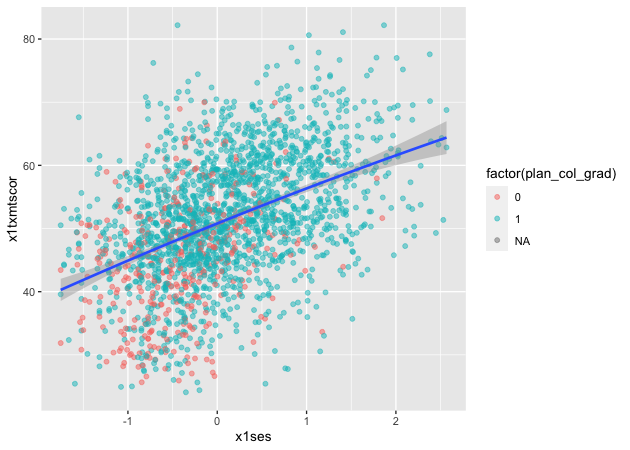 80
60
40
x1txmtscor
-1
0
1
2
x1ses
factor(plan_col_grad)
0
1
NA